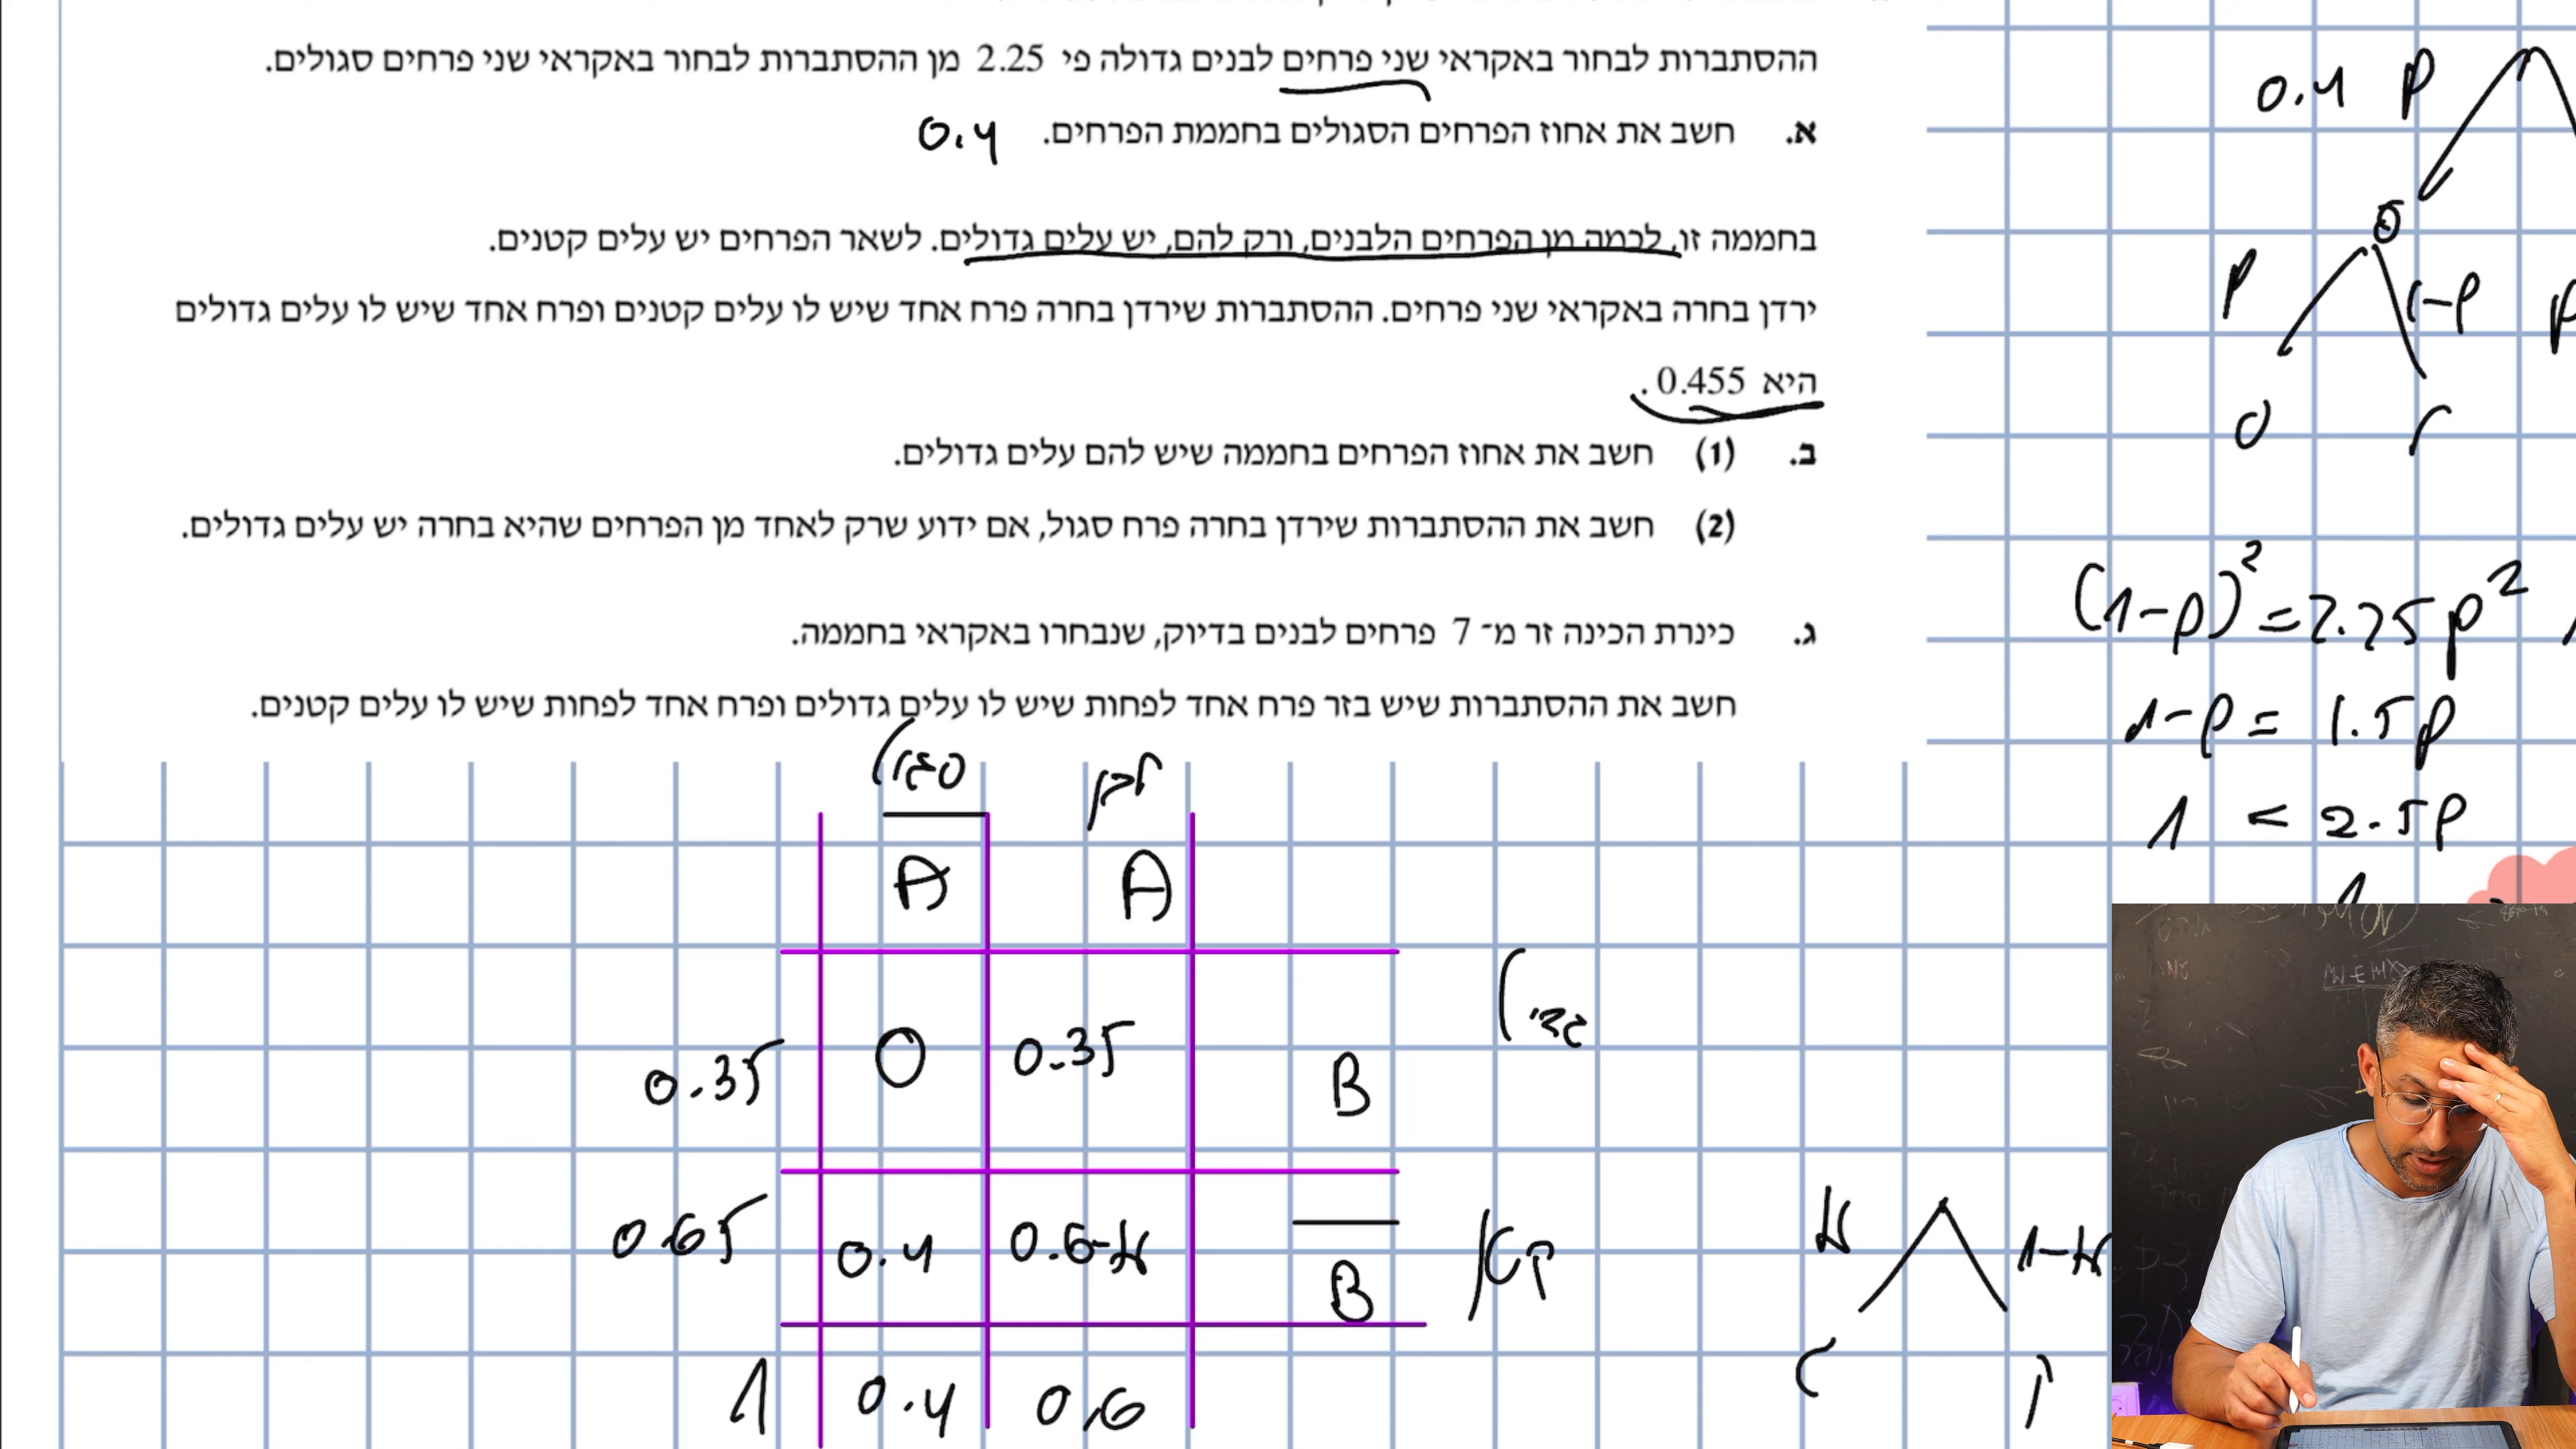 ההסתברות לבחור באקראי שני פרחים לבנים גדולה פי 2.25 מן ההסתברות לבחור באקראי שני פרחים סגולים.
א. חשב את אחוז הפרחים הסגולים בחממת הפרחים. 0.4
בחממה זו, לכמה מן הפרחים הלבנים, ורק להם, יש עלים גדולים. לשאר הפרחים יש עלים קטנים.
ירדן בחרה באקראי שני פרחים. ההסתברות שירדן בחרה פרח אחד שיש לו עלים קטנים ופרח אחד שיש לו עלים גדולים
היא 0.455.
ב. (1) חשב את אחוז הפרחים בחממה שיש להם עלים גדולים.
(2) חשב את ההסתברות שירדן בחרה פרח סגול, אם ידוע שרק לאחד מן הפרחים שהיא בחרה יש עלים גדולים.
ג. כינרת הכינה זר מ־7 פרחים לבנים בדיוק, שנבחרו באקראי בחממה.
חשב את ההסתברות שיש בזר פרח אחד לפחות שיש לו עלים גדולים ופרח אחד לפחות שיש לו עלים קטנים.
סגול לבן
A A
0.35 0 0.35 B גדול
0.65 0.4 0.6-x B קטן
1 0.4 0.6
0.4 P
ס
P 1-P P
ס ל
(1-P)² = 2.25P²
1-P = 1.5P
1 = 2.5P
1
x 1-x